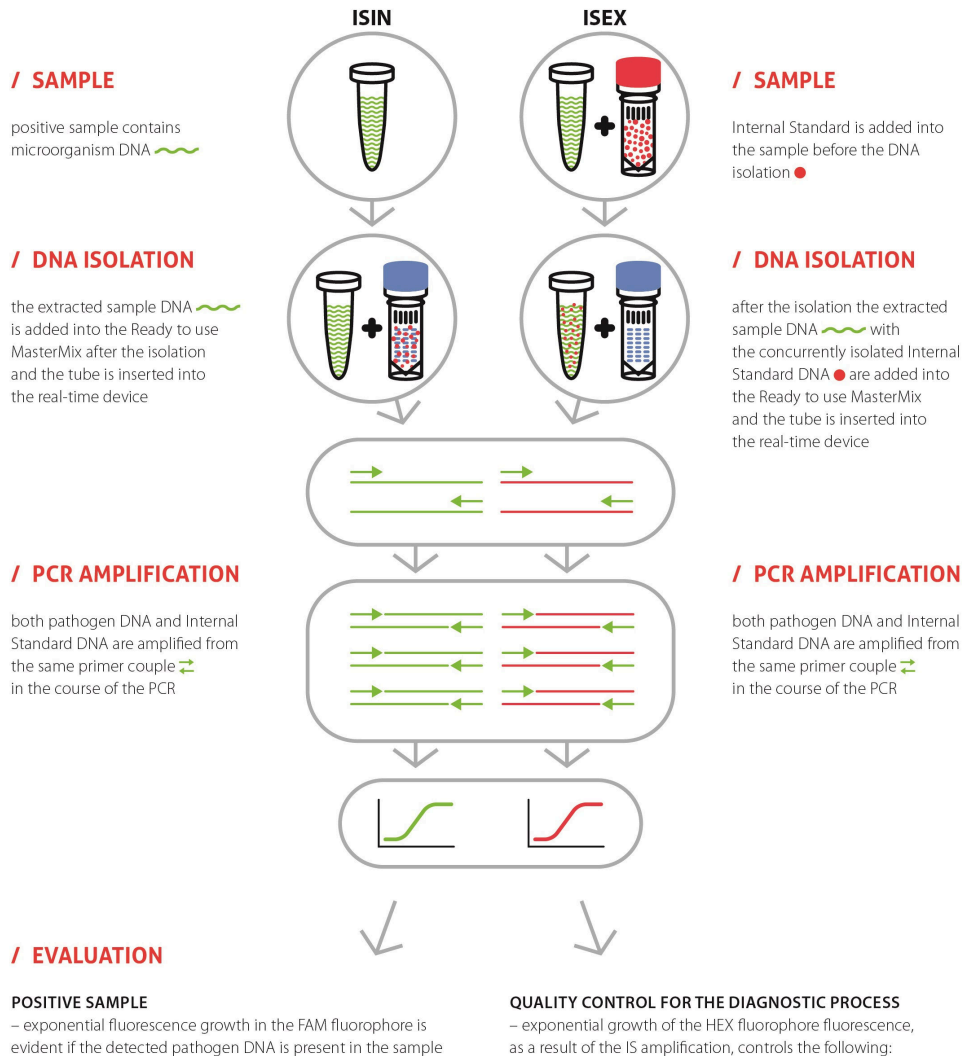 ISIN
ISEX
/ SAMPLE
positive sample contains
microorganism DNA
/ SAMPLE
Internal Standard is added into
the sample before the DNA
isolation
/ DNA ISOLATION
the extracted sample DNA
is added into the Ready to use
MasterMix after the isolation
and the tube is inserted into
the real-time device
/ DNA ISOLATION
after the isolation the extracted
sample DNA with
the concurrently isolated Internal
Standard DNA are added into
the Ready to use MasterMix
and the tube is inserted into
the real-time device
/ PCR AMPLIFICATION
both pathogen DNA and Internal
Standard DNA are amplified from
the same primer couple
in the course of the PCR
/ PCR AMPLIFICATION
both pathogen DNA and Internal
Standard DNA are amplified from
the same primer couple
in the course of the PCR
/ EVALUATION
POSITIVE SAMPLE
– exponential fluorescence growth in the FAM fluorophore is
evident if the detected pathogen DNA is present in the sample
QUALITY CONTROL FOR THE DIAGNOSTIC PROCESS
– exponential growth of the HEX fluorophore fluorescence,
as a result of the IS amplification, controls the following: